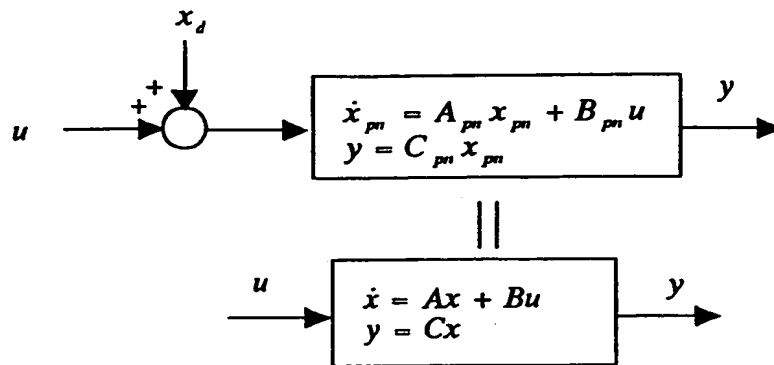 x_d
+
+
u
ẋ_pn = A_pn x_pn + B_pn u
y = C_pn x_pn
y
u
ẋ = Ax + Bu
y = Cx
y